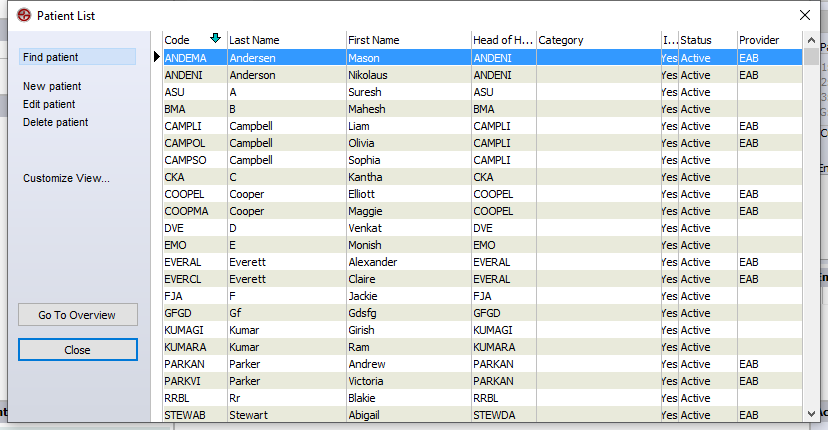 Patient List
Find patient
New patient
Edit patient
Delete patient
Customize View...
Go To Overview
Close
Code Last Name First Name Head of H... Category I... Status Provider
ANDEMA Andersen Mason ANDENI Yes Active EAB
ANDENI Anderson Nikolaus ANDENI Yes Active EAB
ASU A Suresh ASU Yes Active
BMA B Mahesh BMA Yes Active
CAMPLI Campbell Liam CAMPLI Yes Active EAB
CAMPOL Campbell Olivia CAMPLI Yes Active EAB
CAMPSO Campbell Sophia CAMPLI Yes Active
CKA C Kantha CKA Yes Active
COOPEL Cooper Elliott COOPEL Yes Active EAB
COOPMA Cooper Maggie COOPEL Yes Active EAB
DVE D Venkat DVE Yes Active
EMO E Monish EMO Yes Active
EVERAL Everett Alexander EVERAL Yes Active EAB
EVERCL Everett Claire EVERAL Yes Active EAB
FJA F Jackie FJA Yes Active
GFGD Gf Gdsfg GFGD Yes Active
KUMAGI Kumar Girish KUMAGI Yes Active
KUMARA Kumar Ram KUMARA Yes Active
PARKAN Parker Andrew PARKAN Yes Active EAB
PARKVI Parker Victoria PARKAN Yes Active EAB
RRBL Rr Blakie RRBL Yes Active
STEWAB Stewart Abigail STEWDA Yes Active EAB